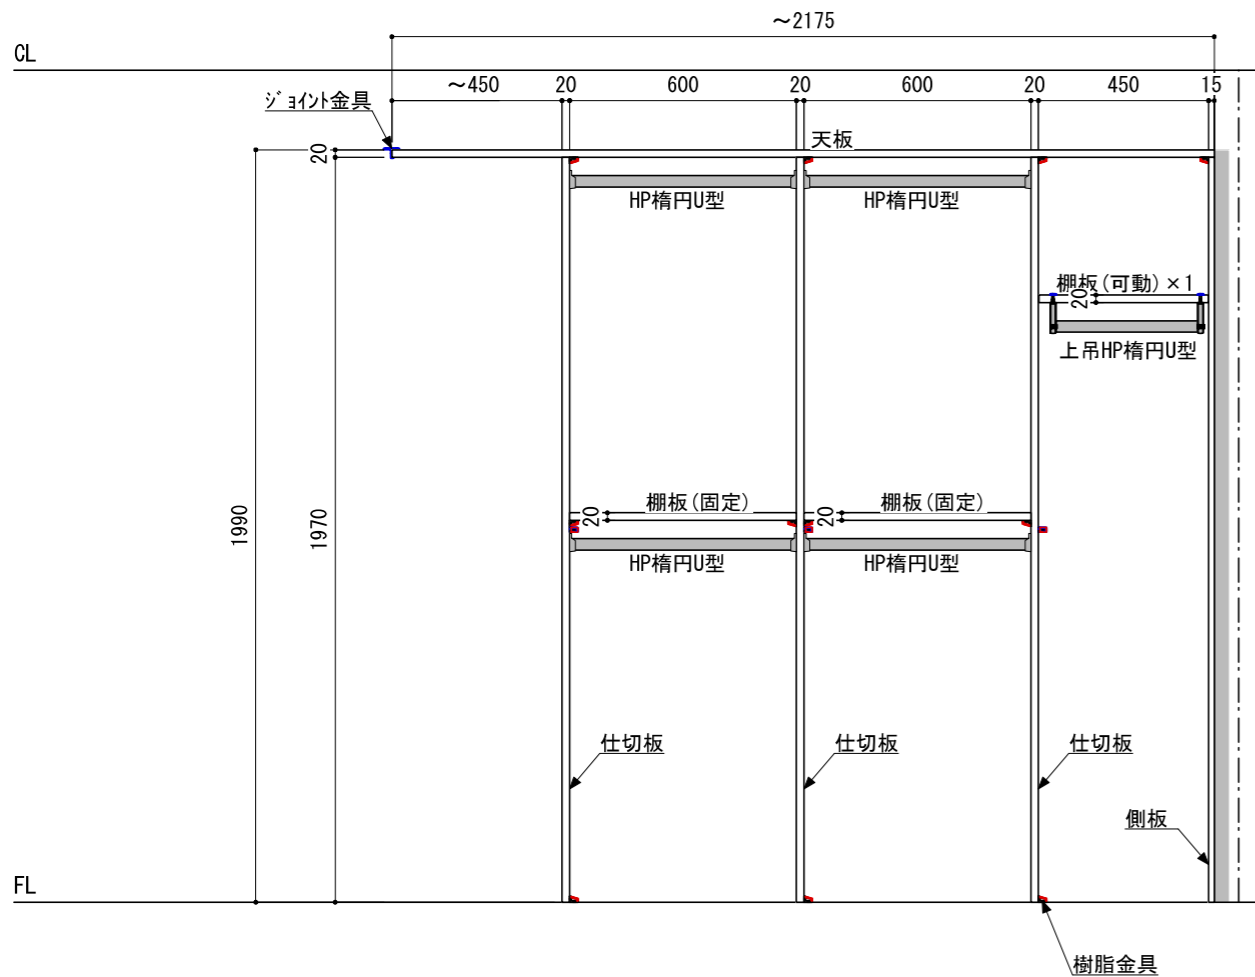 ~2175
CL
~450 20 600 20 600 20 450 15
ジョイント金具
天板
20
HP楕円U型 HP楕円U型
棚板(可動)×1
20
上吊HP楕円U型
棚板(固定) 棚板(固定)
20 20
1990 1970
HP楕円U型 HP楕円U型
仕切板 仕切板 仕切板
側板
FL
樹脂金具